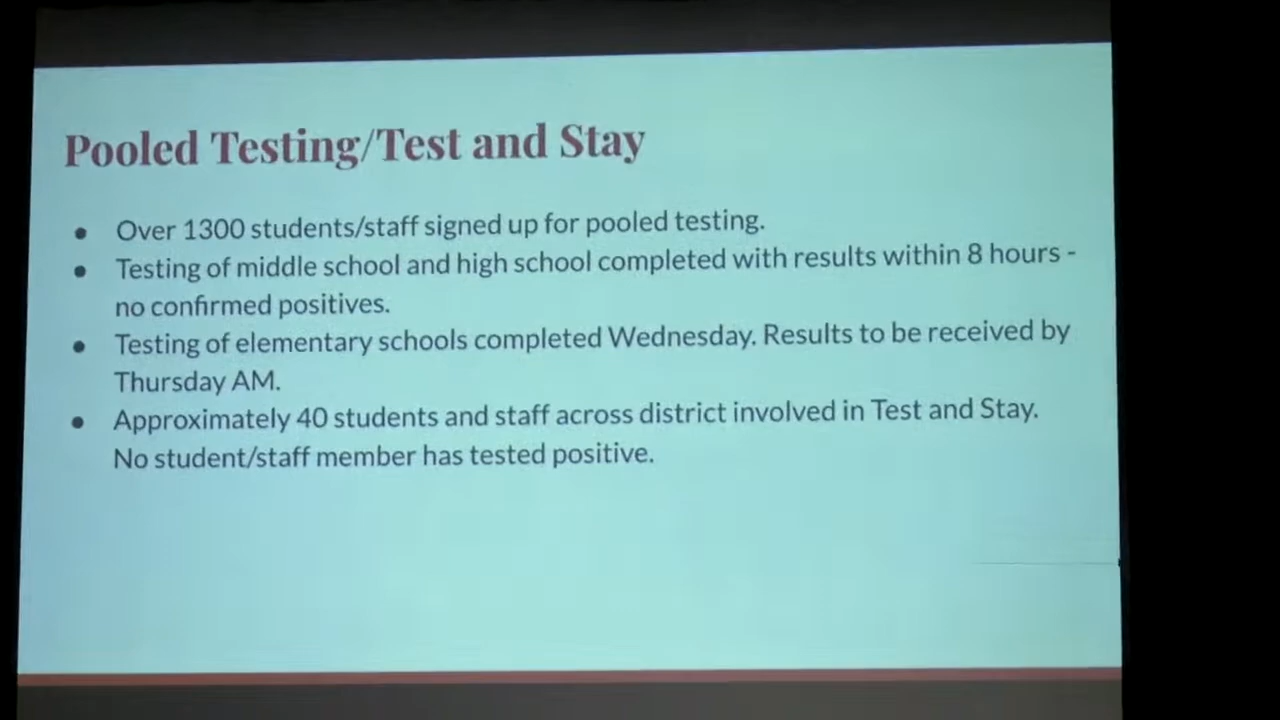 Pooled Testing/Test and Stay
● Over 1300 students/staff signed up for pooled testing.
● Testing of middle school and high school completed with results within 8 hours -
no confirmed positives.
● Testing of elementary schools completed Wednesday. Results to be received by
Thursday AM.
● Approximately 40 students and staff across district involved in Test and Stay.
No student/staff member has tested positive.